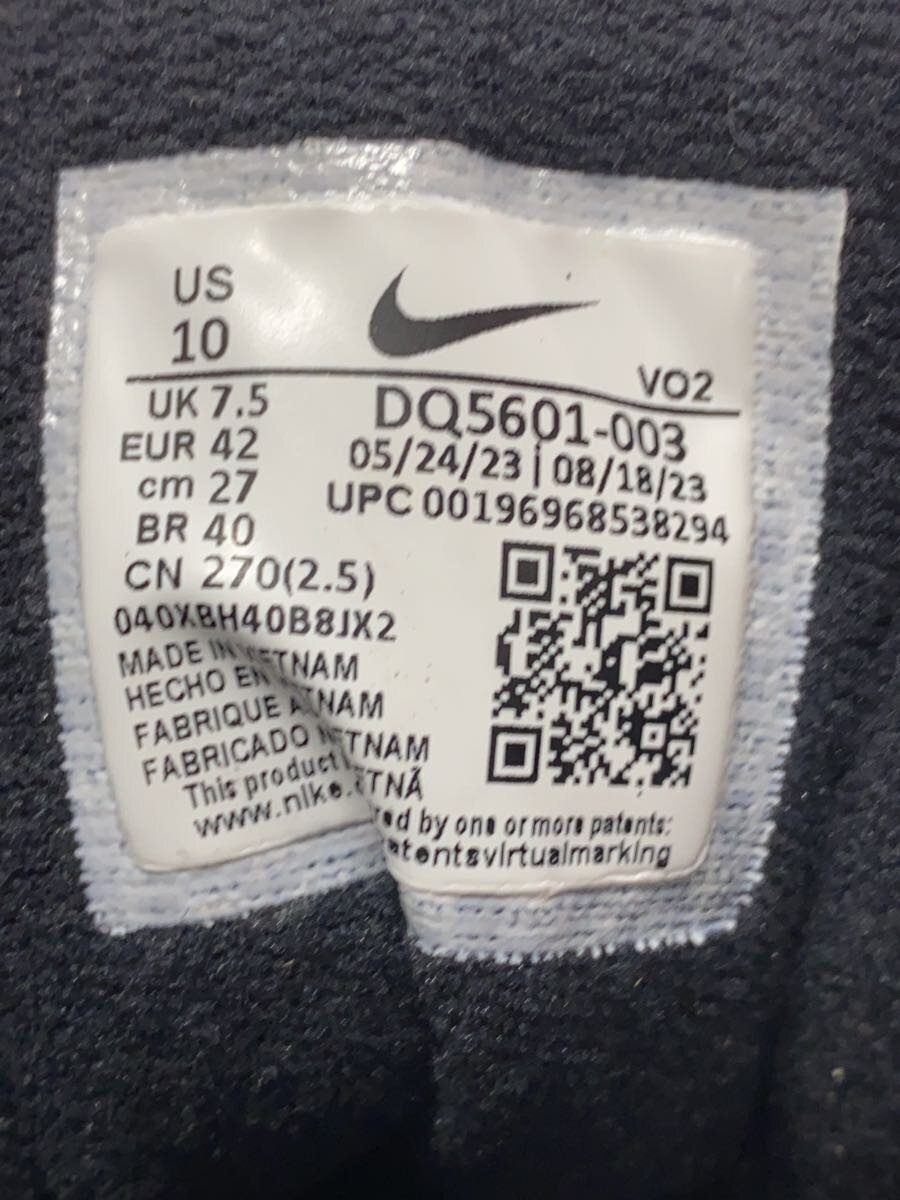 US
10
VO2
UK 7.5
EUR 42
cm 27
BR 40
CN 270(2.5)
DQ5601-003
05/24/23 | 08/18/23
UPC 00196968538294
040XBH40B8JX2
MADE IN VIETNAM
HECHO EN
FABRIQUE
FABRICADO
This product
www.nike.
by one or more patents: